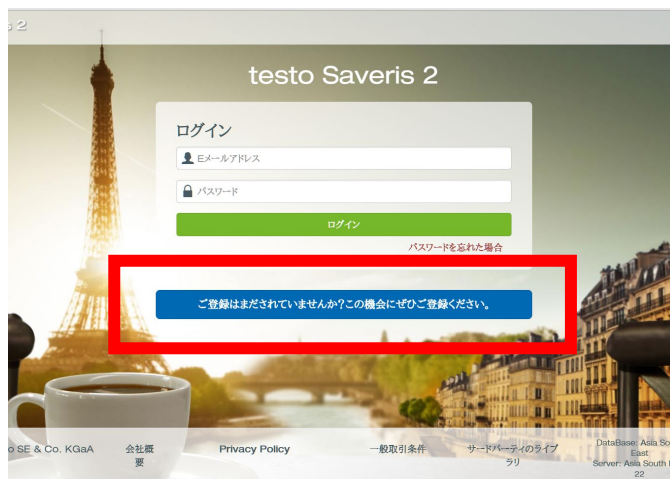 s 2
testo Saveris 2
ログイン
Eメールアドレス
パスワード
ログイン
パスワードを忘れた場合
ご登録はまだされていませんか?この機会にぜひご登録ください。
o SE & Co. KGaA
会社概
要
Privacy Policy
一般取引条件
サードパーティのライブ
ラリ
DataBase: Asia So
East
Server: Asia South
22